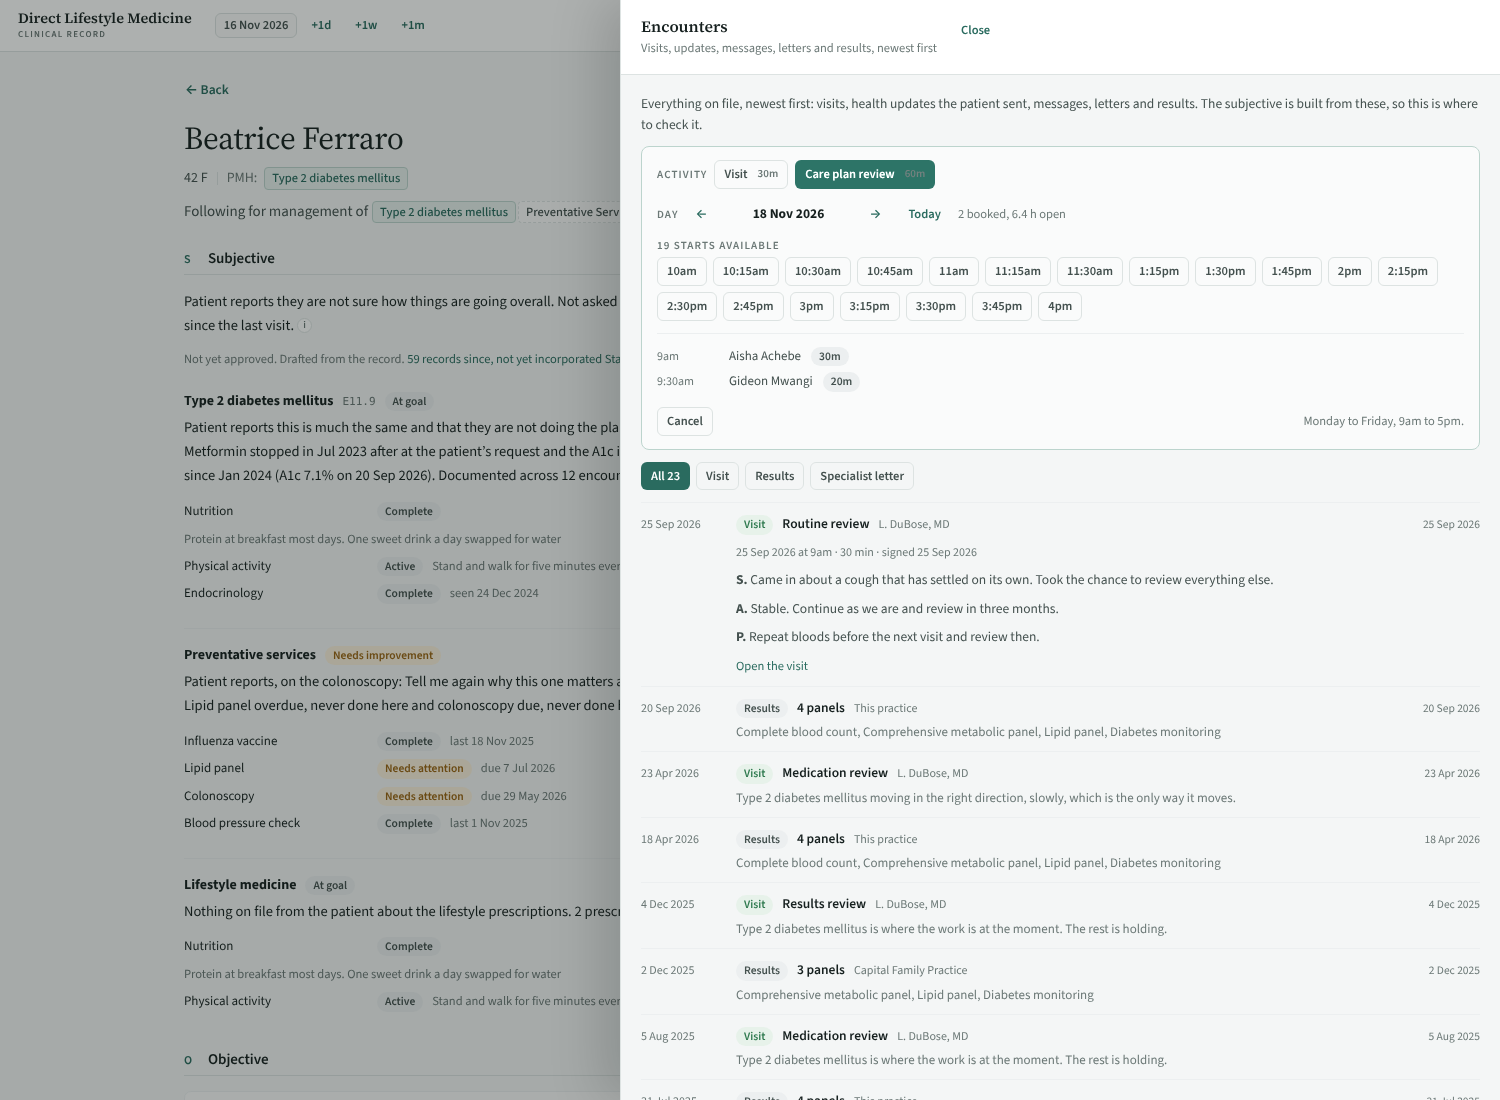 Direct Lifestyle Medicine
CLINICAL RECORD
16 Nov 2026 +1d +1w +1m
← Back
Beatrice Ferraro
42 F PMH: Type 2 diabetes mellitus
Following for management of Type 2 diabetes mellitus Preventative Serv
S Subjective
Patient reports they are not sure how things are going overall. Not asked
since the last visit. i
Not yet approved. Drafted from the record. 59 records since, not yet incorporated Sta
Type 2 diabetes mellitus E11.9 At goal
Patient reports this is much the same and that they are not doing the pla
Metformin stopped in Jul 2023 after at the patient's request and the A1c i
since Jan 2024 (A1c 7.1% on 20 Sep 2026). Documented across 12 encoun
Nutrition Complete
Protein at breakfast most days. One sweet drink a day swapped for water
Physical activity Active Stand and walk for five minutes ever
Endocrinology Complete seen 24 Dec 2024
Preventative services Needs improvement
Patient reports, on the colonoscopy: Tell me again why this one matters a
Lipid panel overdue, never done here and colonoscopy due, never done h
Influenza vaccine Complete last 18 Nov 2025
Lipid panel Needs attention due 7 Jul 2026
Colonoscopy Needs attention due 29 May 2026
Blood pressure check Complete last 1 Nov 2025
Lifestyle medicine At goal
Nothing on file from the patient about the lifestyle prescriptions. 2 presc
Nutrition Complete
Protein at breakfast most days. One sweet drink a day swapped for water
Physical activity Active Stand and walk for five minutes ever
O Objective
Encounters
Visits, updates, messages, letters and results, newest first
Close
Everything on file, newest first: visits, health updates the patient sent, messages, letters and results. The subjective is built from these, so this is where
to check it.
ACTIVITY Visit 30m Care plan review 60m
DAY ← 18 Nov 2026 → Today 2 booked, 6.4 h open
19 STARTS AVAILABLE
10am 10:15am 10:30am 10:45am 11am 11:15am 11:30am 1:15pm 1:30pm 1:45pm 2pm 2:15pm
2:30pm 2:45pm 3pm 3:15pm 3:30pm 3:45pm 4pm
9am Aisha Achebe 30m
9:30am Gideon Mwangi 20m
Cancel Monday to Friday, 9am to 5pm.
All 23 Visit Results Specialist letter
25 Sep 2026 Visit Routine review L. DuBose, MD 25 Sep 2026
25 Sep 2026 at 9am · 30 min · signed 25 Sep 2026
S. Came in about a cough that has settled on its own. Took the chance to review everything else.
A. Stable. Continue as we are and review in three months.
P. Repeat bloods before the next visit and review then.
Open the visit
20 Sep 2026 Results 4 panels This practice 20 Sep 2026
Complete blood count, Comprehensive metabolic panel, Lipid panel, Diabetes monitoring
23 Apr 2026 Visit Medication review L. DuBose, MD 23 Apr 2026
Type 2 diabetes mellitus moving in the right direction, slowly, which is the only way it moves.
18 Apr 2026 Results 4 panels This practice 18 Apr 2026
Complete blood count, Comprehensive metabolic panel, Lipid panel, Diabetes monitoring
4 Dec 2025 Visit Results review L. DuBose, MD 4 Dec 2025
Type 2 diabetes mellitus is where the work is at the moment. The rest is holding.
2 Dec 2025 Results 3 panels Capital Family Practice 2 Dec 2025
Comprehensive metabolic panel, Lipid panel, Diabetes monitoring
5 Aug 2025 Visit Medication review L. DuBose, MD 5 Aug 2025
Type 2 diabetes mellitus is where the work is at the moment. The rest is holding.